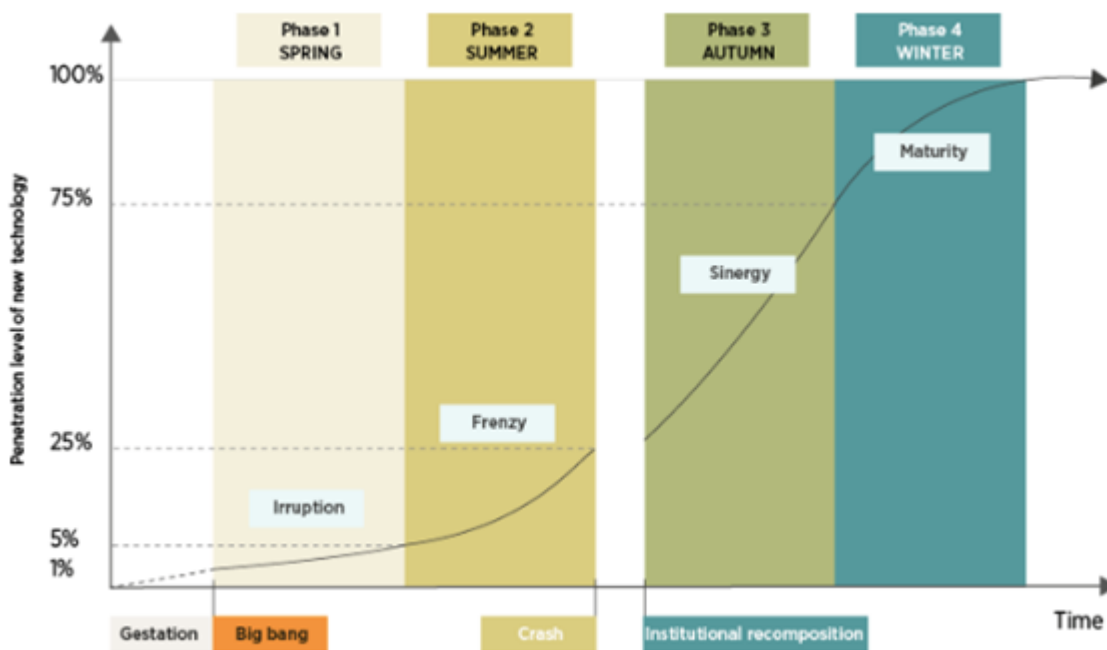 Phase 1
SPRING
Phase 2
SUMMER
Phase 3
AUTUMN
Phase 4
WINTER
100%
Maturity
75%
Penetration level of new technology
Sinergy
Frenzy
25%
Irruption
5%
1%
Time
Gestation
Big bang
Crash
Institutional recomposition